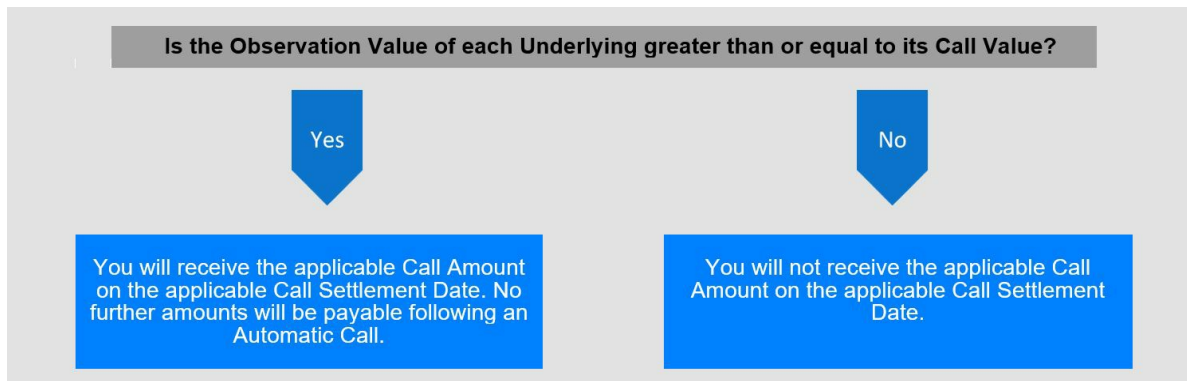 Is the Observation Value of each Underlying greater than or equal to its Call Value?
Yes
No
You will receive the applicable Call Amount
on the applicable Call Settlement Date. No
further amounts will be payable following an
Automatic Call.
You will not receive the applicable Call
Amount on the applicable Call Settlement
Date.